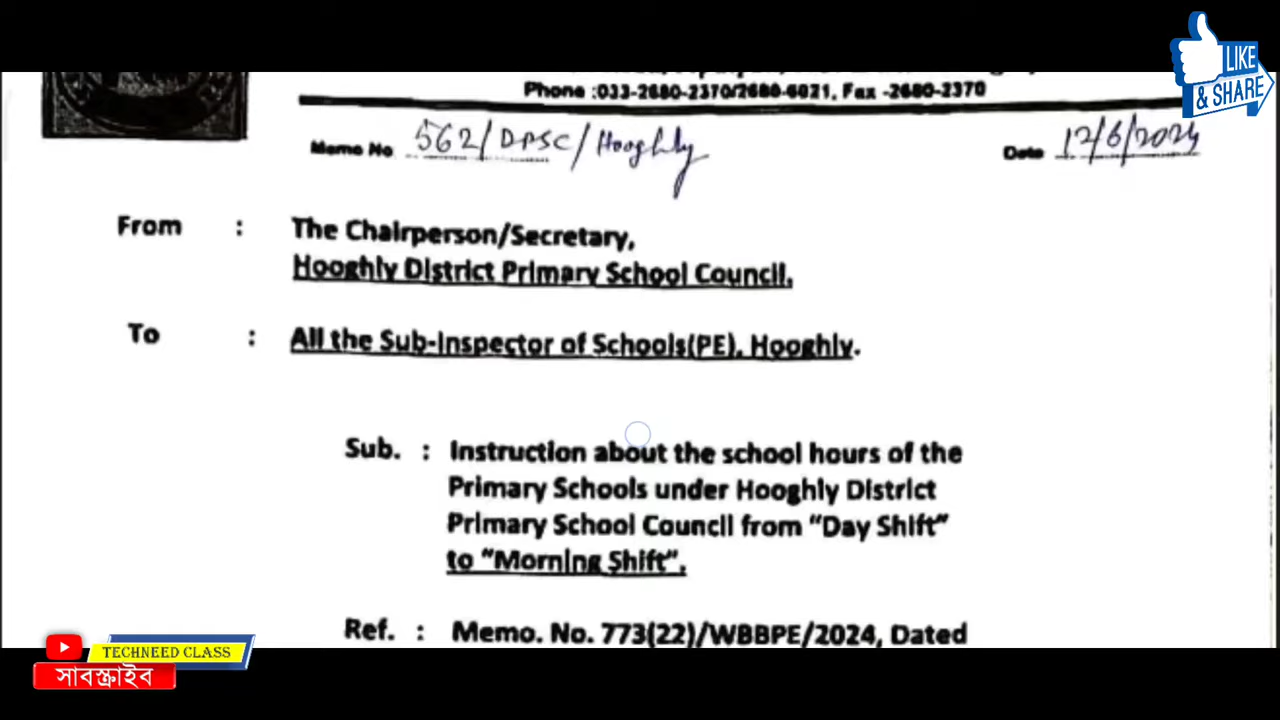 LIKE
& SHARE
Phone :033-2680-2370/2680-6021, Fax -2680-2370
Memo No 562/DPSC/Hooghly Date 12/6/2024
From : The Chairperson/Secretary,
Hooghly District Primary School Council.
To : All the Sub-Inspector of Schools(PE), Hooghly.
Sub. : Instruction about the school hours of the
Primary Schools under Hooghly District
Primary School Council from “Day Shift”
to “Morning Shift”.
Ref. : Memo. No. 773(22)/WBBPE/2024, Dated
TECHNEED CLASS
সাবস্ক্রাইব